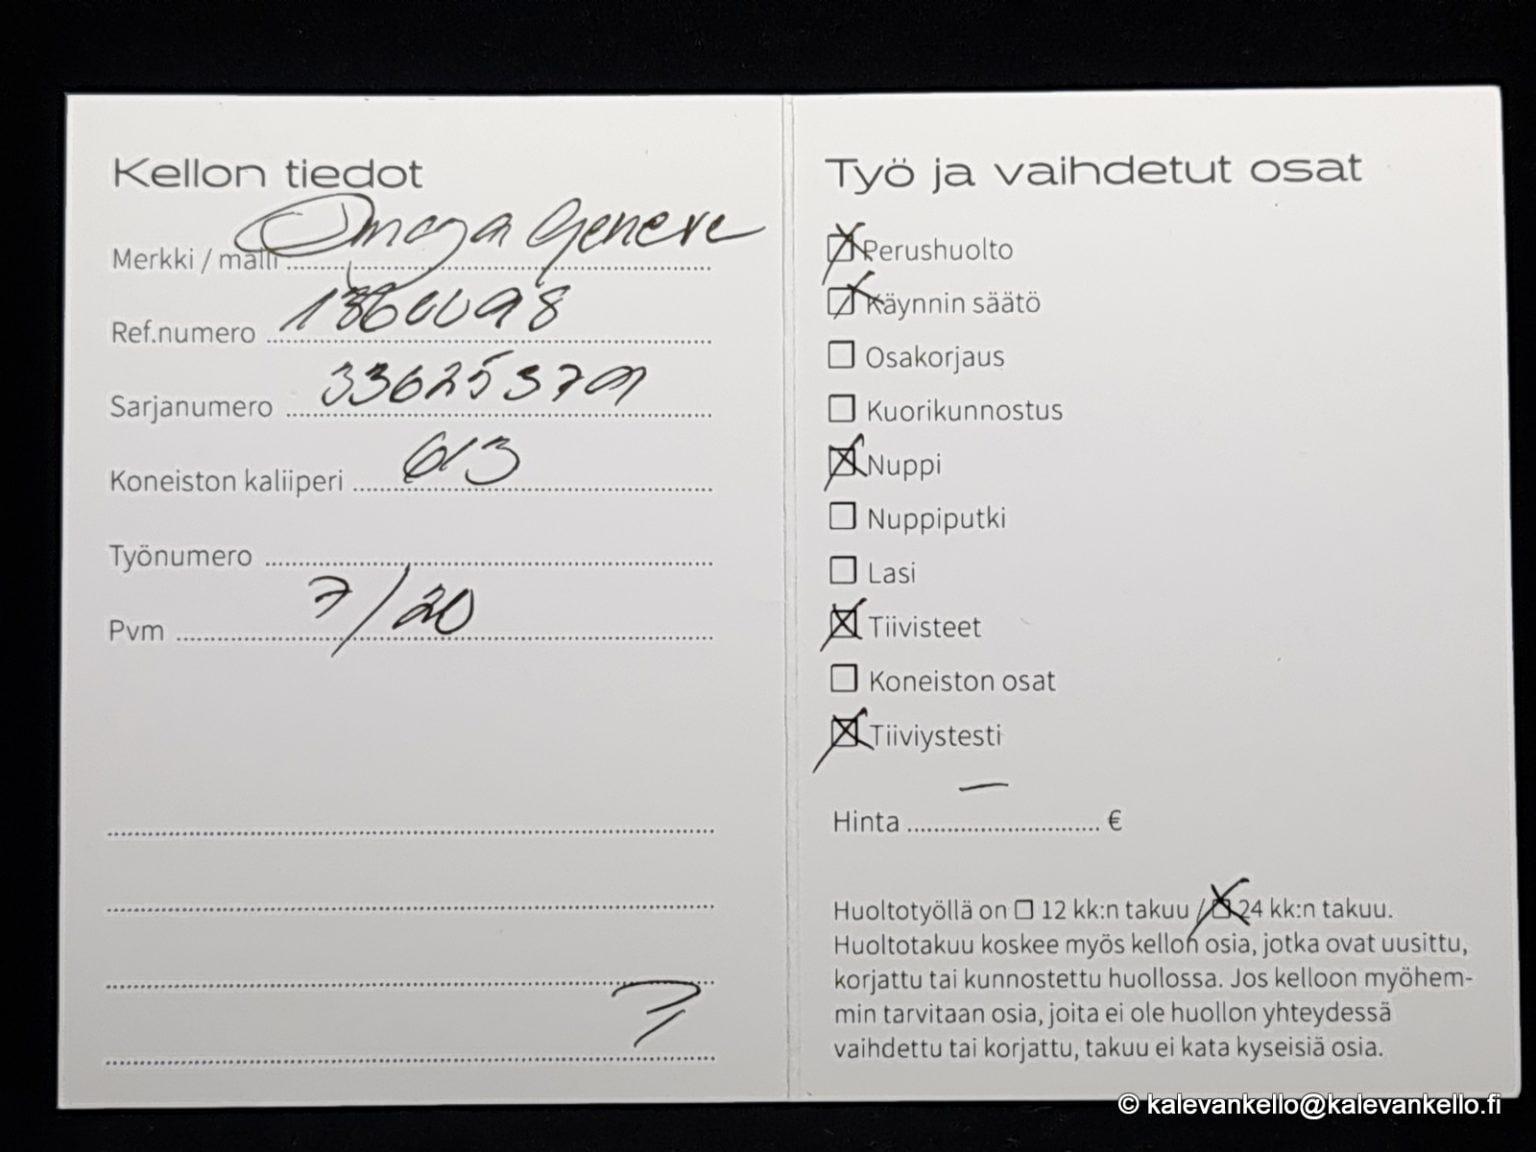 Kellon tiedot
Merkki / malli Omega Geneve
Ref.numero 1360098
Sarjanumero
Koneiston kaliiperi 613
Työnumero
Pvm 7/20
Työ ja vaihdetut osat
Perushuolto
Käynnin säätö
Osakorjaus
Kuorikunnostus
Nuppi
Nuppiputki
Lasi
Tiivisteet
Koneiston osat
Tiiviystesti
Hinta — €
Huoltotyöllä on 12 kk:n takuu / 24 kk:n takuu.
Huoltotakuu koskee myös kellon osia, jotka ovat uusittu,
korjattu tai kunnostettu huollossa. Jos kelloon myöhem-
min tarvitaan osia, joita ei ole huollon yhteydessä
vaihdettu tai korjattu, takuu ei kata kyseisiä osia.
© kalevankello@kalevankello.fi